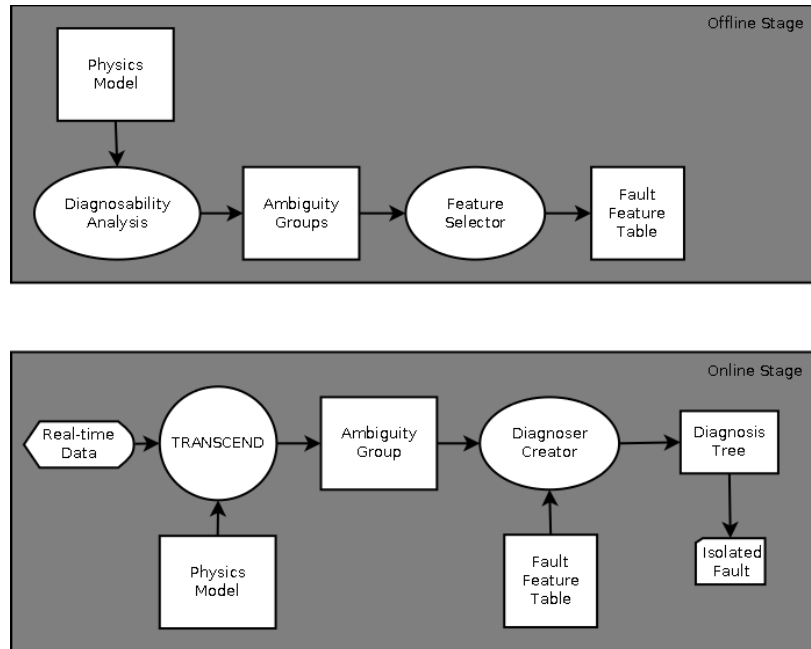 Offline Stage
Physics
Model
Diagnosability
Analysis
Ambiguity
Groups
Feature
Selector
Fault
Feature
Table
Online Stage
Real-time
Data
TRANSCEND
Ambiguity
Group
Diagnoser
Creator
Diagnosis
Tree
Physics
Model
Fault
Feature
Table
Isolated
Fault